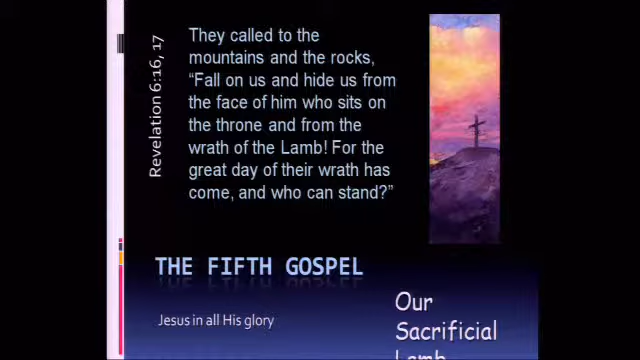 Revelation 6:16, 17
They called to the
mountains and the rocks,
“Fall on us and hide us from
the face of him who sits on
the throne and from the
wrath of the Lamb! For the
great day of their wrath has
come, and who can stand?”
THE FIFTH GOSPEL
Jesus in all His glory
Our
Sacrificial
Lamb